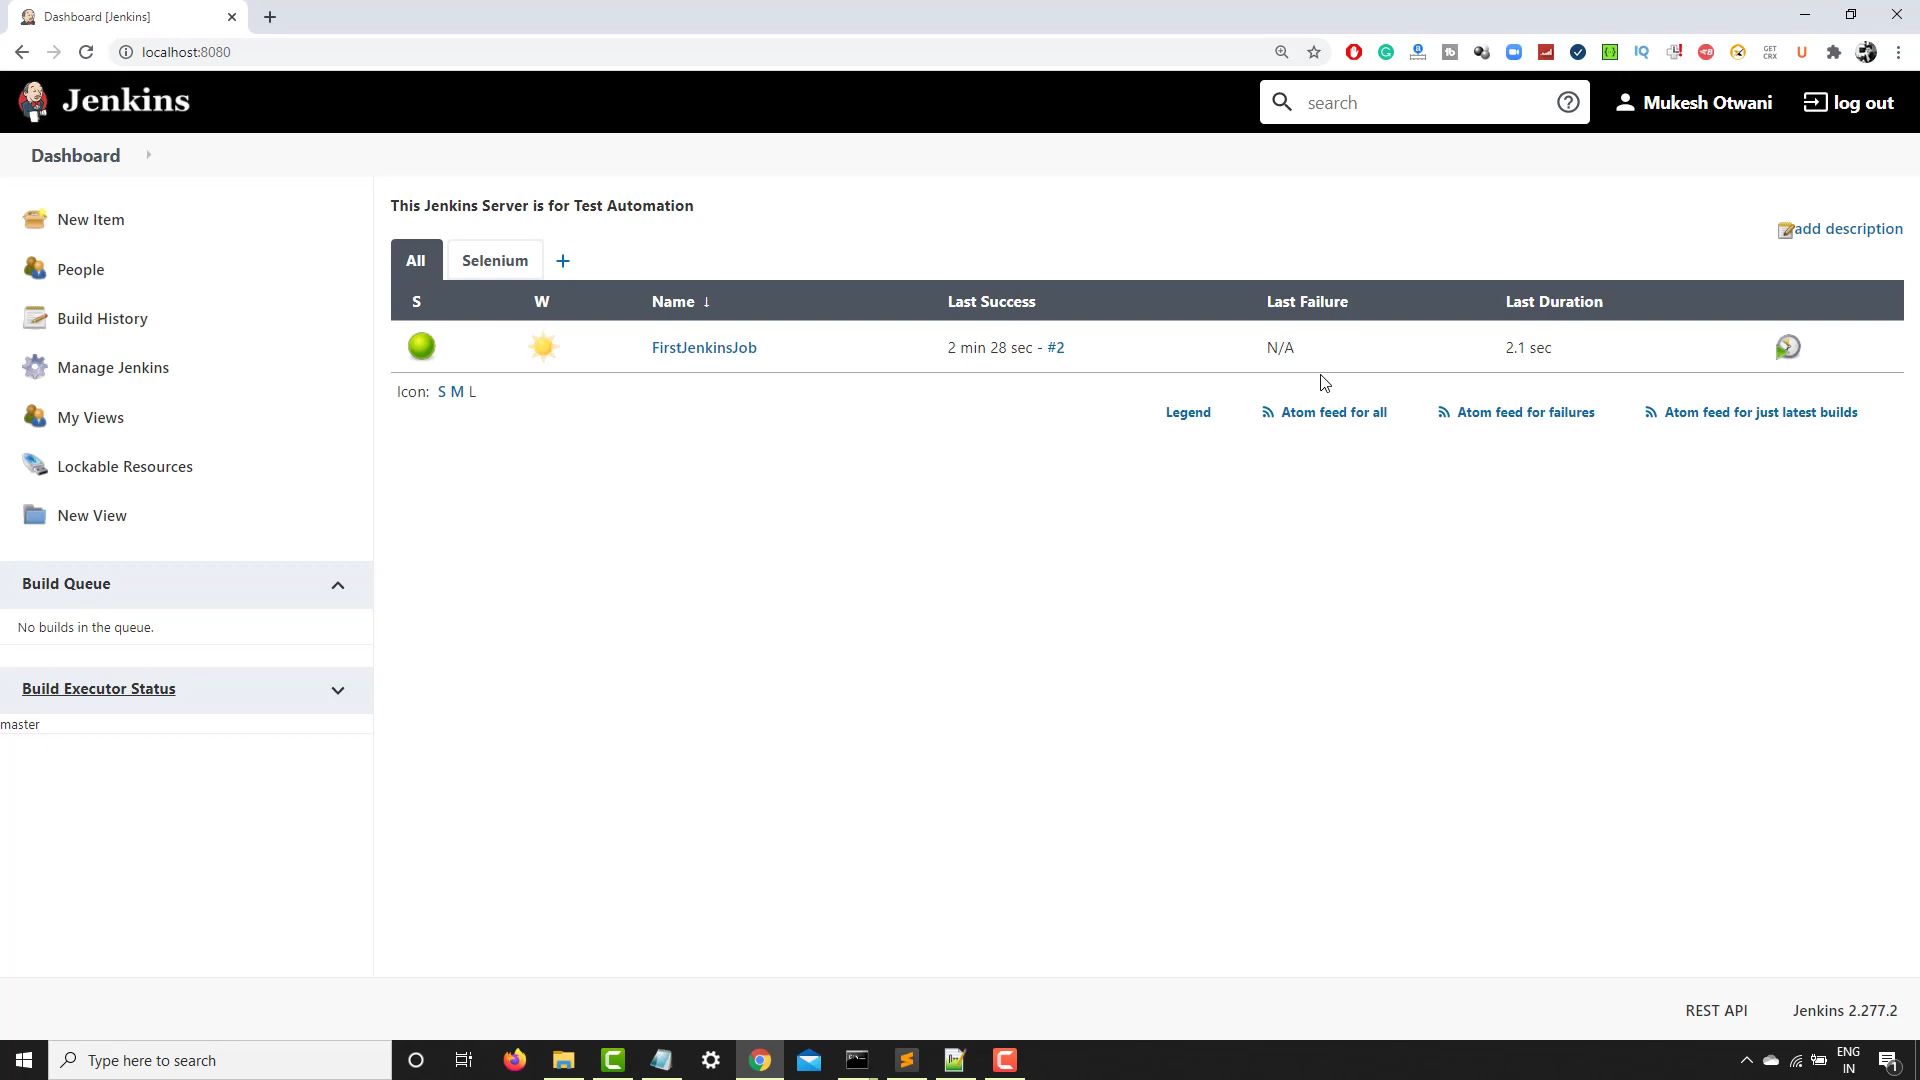 Dashboard [Jenkins]
localhost:8080
Jenkins
search
Mukesh Otwani
log out
Dashboard
New Item
People
Build History
Manage Jenkins
My Views
Lockable Resources
New View
Build Queue
No builds in the queue.
Build Executor Status
master
This Jenkins Server is for Test Automation
add description
All Selenium +
S W Name ↓ Last Success Last Failure Last Duration
FirstJenkinsJob 2 min 28 sec - #2 N/A 2.1 sec
Icon: S M L
Legend Atom feed for all Atom feed for failures Atom feed for just latest builds
REST API Jenkins 2.277.2
Type here to search
ENG
IN
1